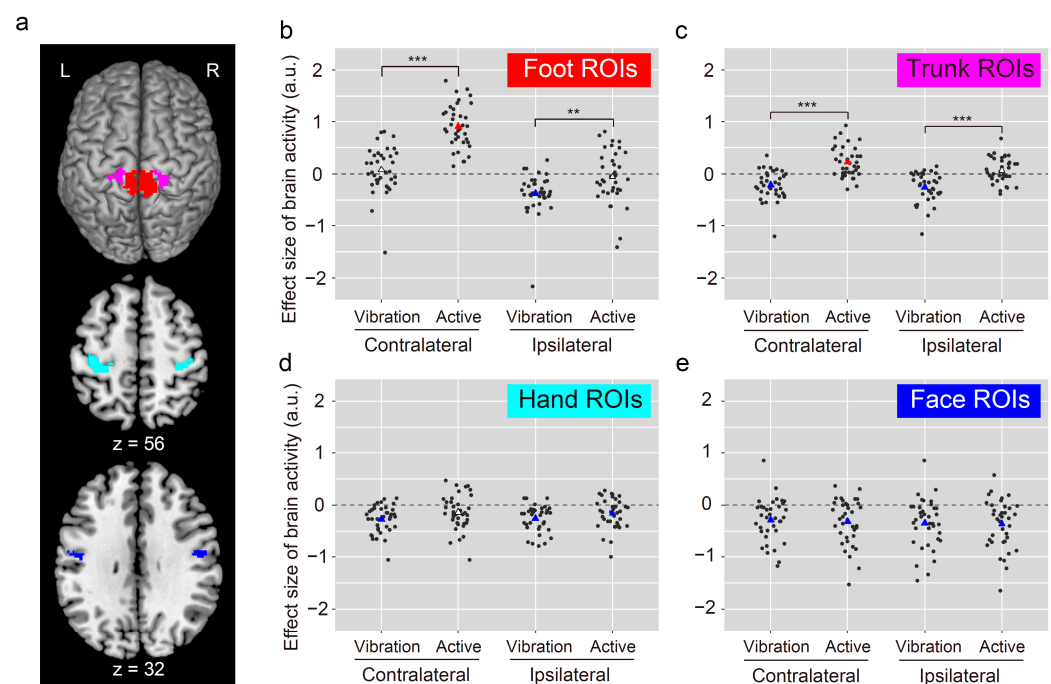 a
L R
z = 56
z = 32
b
Foot ROIs
Effect size of brain activity (a.u.)
2
1
0
−1
−2
***
**
Vibration Active Vibration Active
Contralateral Ipsilateral
c
Trunk ROIs
2
1
0
−1
−2
***
***
Vibration Active Vibration Active
Contralateral Ipsilateral
d
Hand ROIs
Effect size of brain activity (a.u.)
2
1
0
−1
−2
Vibration Active Vibration Active
Contralateral Ipsilateral
e
Face ROIs
2
1
0
−1
−2
Vibration Active Vibration Active
Contralateral Ipsilateral